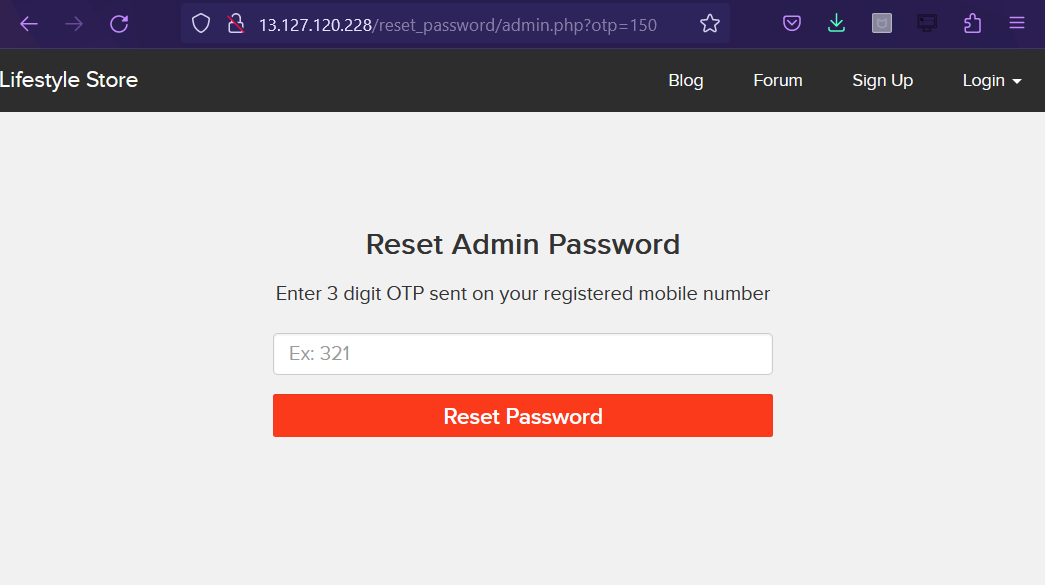 13.127.120.228/reset_password/admin.php?otp=150
Lifestyle Store Blog Forum Sign Up Login
Reset Admin Password
Enter 3 digit OTP sent on your registered mobile number
Ex: 321
Reset Password